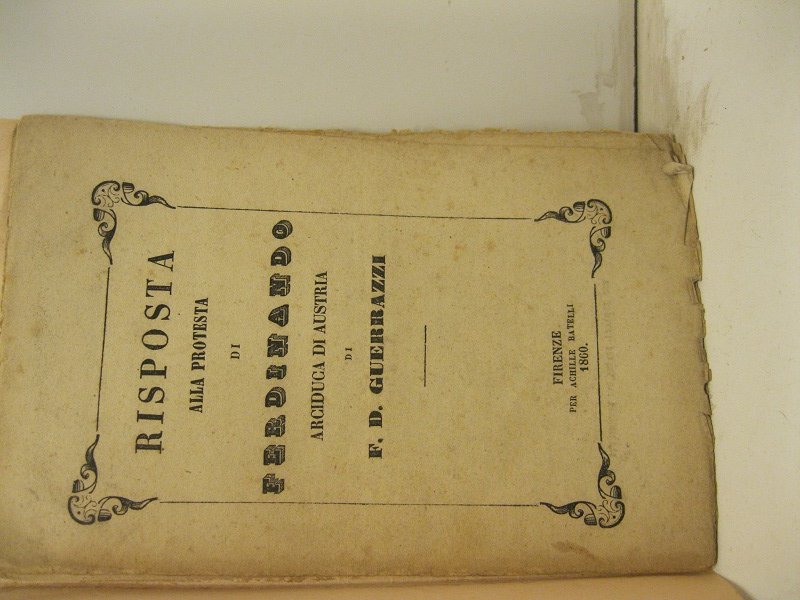 RISPOSTA
ALLA PROTESTA
DI
FERDINANDO
ARCIDUCA DI AUSTRIA
DI
F. D. GUERRAZZI
FIRENZE
PER ACHILLE BATELLI
1860.